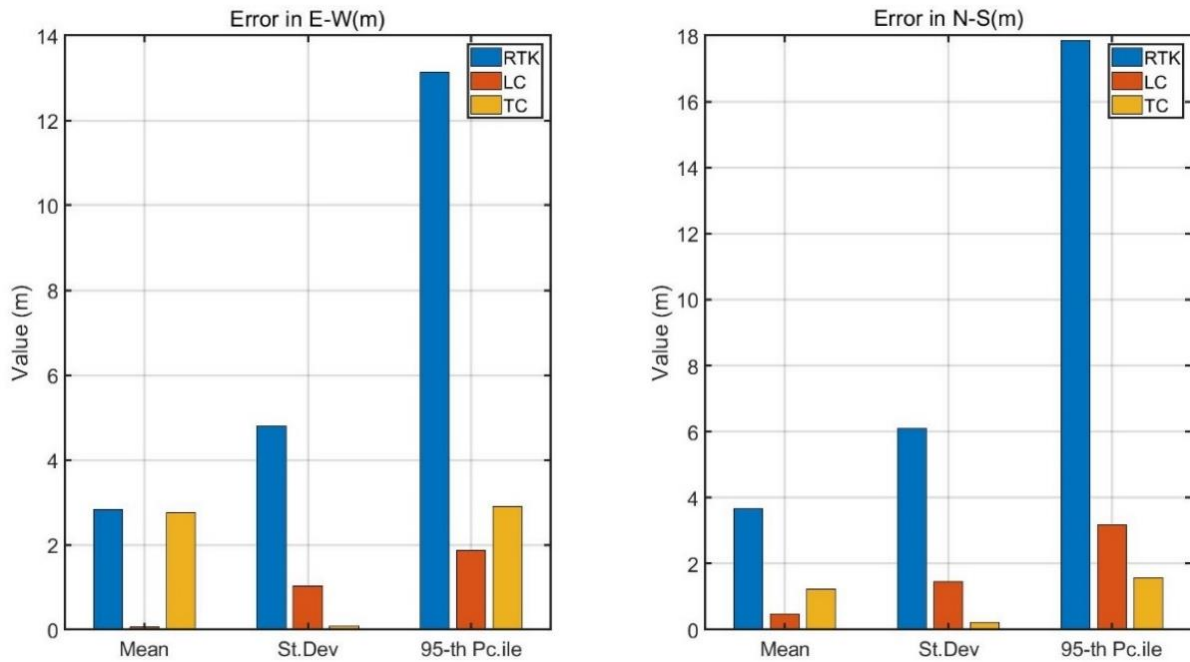 Error in E-W(m)
14
12
10
8
6
4
2
0
Value (m)
RTK
LC
TC
Mean
St.Dev
95-th Pc.ile
Error in N-S(m)
18
16
14
12
10
8
6
4
2
0
Value (m)
RTK
LC
TC
Mean
St.Dev
95-th Pc.ile